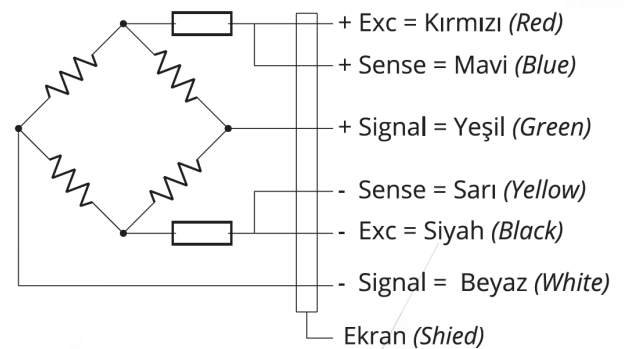 + Exc = Kırmızı (Red)
+ Sense = Mavi (Blue)
+ Signal = Yeşil (Green)
- Sense = Sarı (Yellow)
- Exc = Siyah (Black)
- Signal = Beyaz (White)
Ekran (Shied)